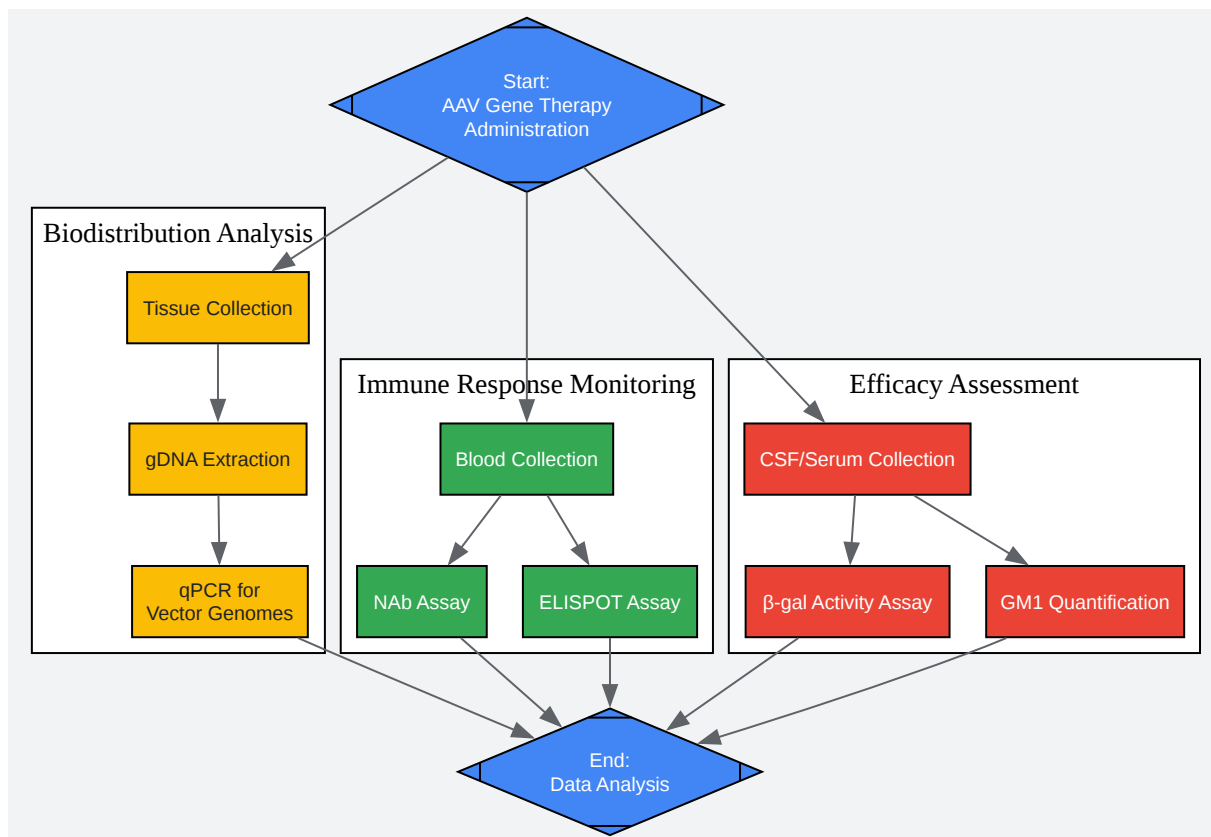 Start:
AAV Gene Therapy
Administration
Biodistribution Analysis
Tissue Collection
gDNA Extraction
qPCR for
Vector Genomes
Immune Response Monitoring
Blood Collection
NAb Assay
ELISPOT Assay
Efficacy Assessment
CSF/Serum Collection
β-gal Activity Assay
GM1 Quantification
End:
Data Analysis